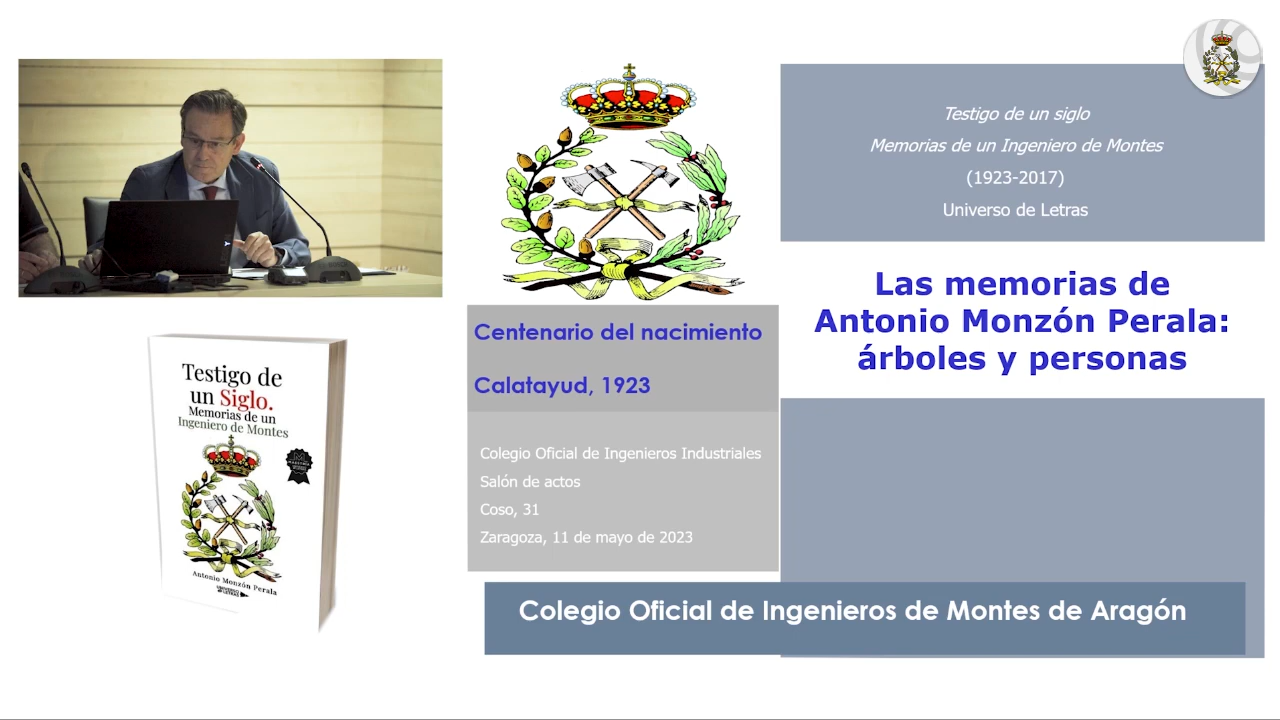 Testigo de un siglo
Memorias de un Ingeniero de Montes
(1923-2017)
Universo de Letras
Las memorias de
Antonio Monzón Perala:
árboles y personas
Centenario del nacimiento
Calatayud, 1923
Colegio Oficial de Ingenieros Industriales
Salón de actos
Coso, 31
Zaragoza, 11 de mayo de 2023
Testigo de
un Siglo.
Memorias de un
Ingeniero de Montes
Antonio Monzón Perala
UNIVERSO
DE LETRAS
Colegio Oficial de Ingenieros de Montes de Aragón